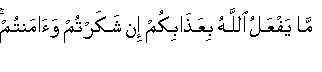 مَّا يَفْعَلُ ٱللَّهُ بِعَذَابِكُمْ إِن شَكَرْتُمْ وَءَامَنتُمْ ۚ